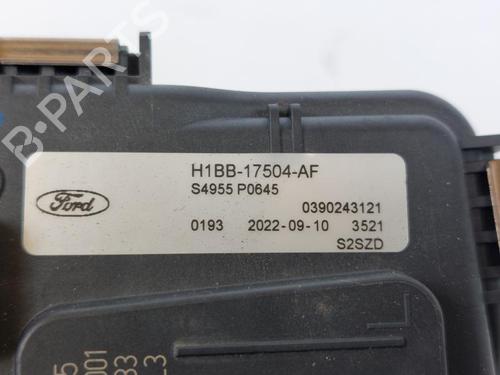 B-PARTS
H1BB-17504-AF
S4955 P0645
Ford
0390243121
0193 2022-09-10 3521
S2SZD
L